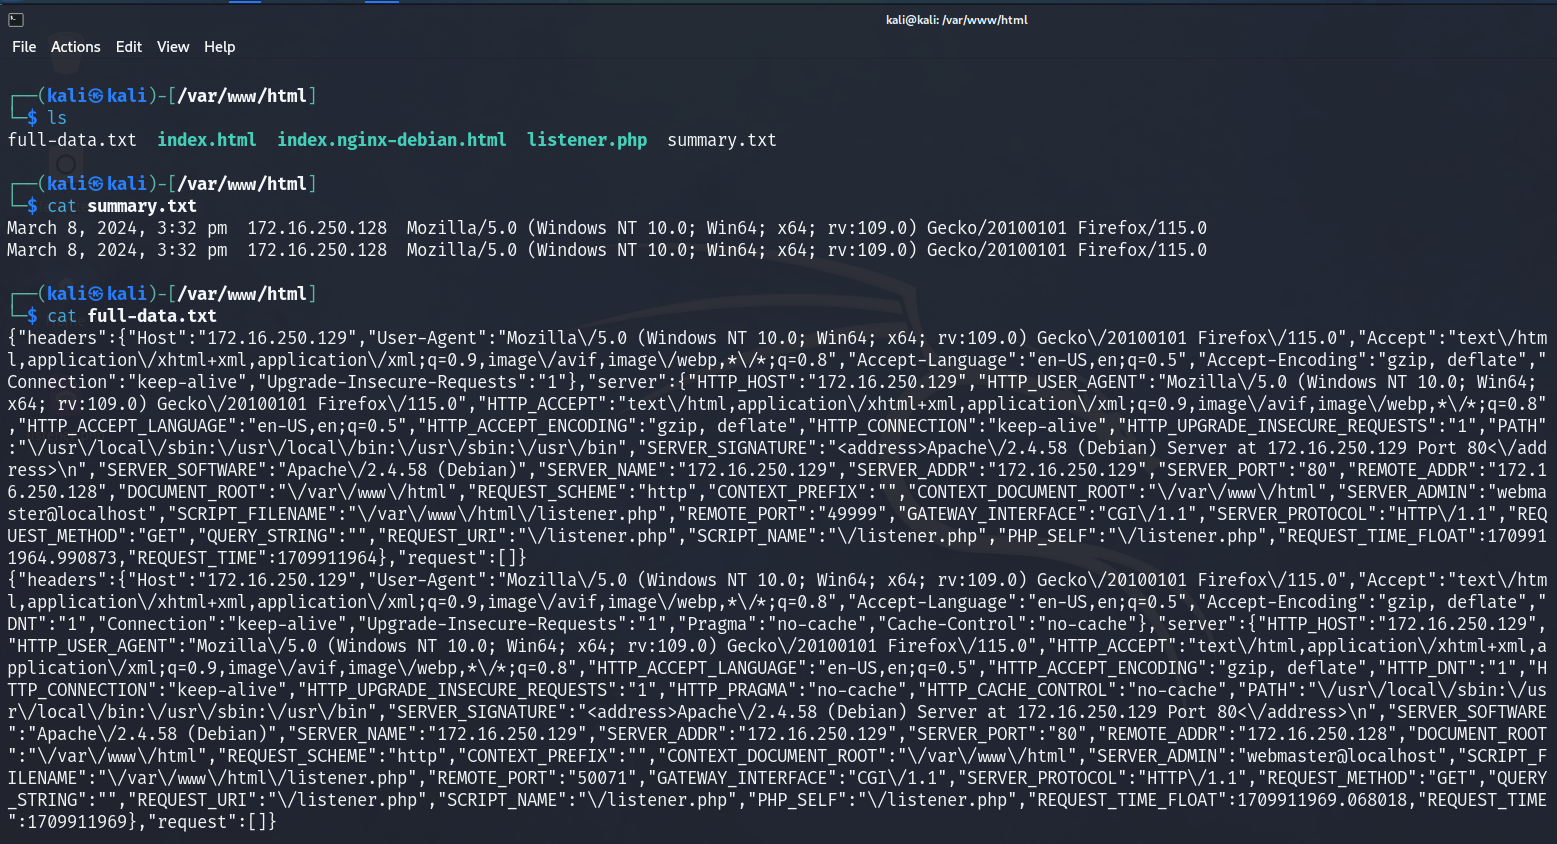 kali@kali: /var/www/html
File Actions Edit View Help
┌──(kali㉿kali)-[/var/www/html]
└─$ ls
full-data.txt  index.html  index.nginx-debian.html  listener.php  summary.txt
┌──(kali㉿kali)-[/var/www/html]
└─$ cat summary.txt
March 8, 2024, 3:32 pm  172.16.250.128  Mozilla/5.0 (Windows NT 10.0; Win64; x64; rv:109.0) Gecko/20100101 Firefox/115.0
March 8, 2024, 3:32 pm  172.16.250.128  Mozilla/5.0 (Windows NT 10.0; Win64; x64; rv:109.0) Gecko/20100101 Firefox/115.0
┌──(kali㉿kali)-[/var/www/html]
└─$ cat full-data.txt
{"headers":{"Host":"172.16.250.129","User-Agent":"Mozilla\/5.0 (Windows NT 10.0; Win64; x64; rv:109.0) Gecko\/20100101 Firefox\/115.0","Accept":"text\/htm
l,application\/xhtml+xml,application\/xml;q=0.9,image\/avif,image\/webp,*\/*;q=0.8","Accept-Language":"en-US,en;q=0.5","Accept-Encoding":"gzip, deflate","
Connection":"keep-alive","Upgrade-Insecure-Requests":"1"},"server":{"HTTP_HOST":"172.16.250.129","HTTP_USER_AGENT":"Mozilla\/5.0 (Windows NT 10.0; Win64;
x64; rv:109.0) Gecko\/20100101 Firefox\/115.0","HTTP_ACCEPT":"text\/html,application\/xhtml+xml,application\/xml;q=0.9,image\/avif,image\/webp,*\/*;q=0.8"
,"HTTP_ACCEPT_LANGUAGE":"en-US,en;q=0.5","HTTP_ACCEPT_ENCODING":"gzip, deflate","HTTP_CONNECTION":"keep-alive","HTTP_UPGRADE_INSECURE_REQUESTS":"1","PATH"
:"\/usr\/local\/sbin:\/usr\/local\/bin:\/usr\/sbin:\/usr\/bin","SERVER_SIGNATURE":"<address>Apache\/2.4.58 (Debian) Server at 172.16.250.129 Port 80<\/add
ress>\n","SERVER_SOFTWARE":"Apache\/2.4.58 (Debian)","SERVER_NAME":"172.16.250.129","SERVER_ADDR":"172.16.250.129","SERVER_PORT":"80","REMOTE_ADDR":"172.1
6.250.128","DOCUMENT_ROOT":"\/var\/www\/html","REQUEST_SCHEME":"http","CONTEXT_PREFIX":"","CONTEXT_DOCUMENT_ROOT":"\/var\/www\/html","SERVER_ADMIN":"webma
ster@localhost","SCRIPT_FILENAME":"\/var\/www\/html\/listener.php","REMOTE_PORT":"49999","GATEWAY_INTERFACE":"CGI\/1.1","SERVER_PROTOCOL":"HTTP\/1.1","REQ
UEST_METHOD":"GET","QUERY_STRING":"","REQUEST_URI":"\/listener.php","SCRIPT_NAME":"\/listener.php","PHP_SELF":"\/listener.php","REQUEST_TIME_FLOAT":170991
1964.990873,"REQUEST_TIME":1709911964},"request":[]}
{"headers":{"Host":"172.16.250.129","User-Agent":"Mozilla\/5.0 (Windows NT 10.0; Win64; x64; rv:109.0) Gecko\/20100101 Firefox\/115.0","Accept":"text\/htm
l,application\/xhtml+xml,application\/xml;q=0.9,image\/avif,image\/webp,*\/*;q=0.8","Accept-Language":"en-US,en;q=0.5","Accept-Encoding":"gzip, deflate","
DNT":"1","Connection":"keep-alive","Upgrade-Insecure-Requests":"1","Pragma":"no-cache","Cache-Control":"no-cache"},"server":{"HTTP_HOST":"172.16.250.129",
"HTTP_USER_AGENT":"Mozilla\/5.0 (Windows NT 10.0; Win64; x64; rv:109.0) Gecko\/20100101 Firefox\/115.0","HTTP_ACCEPT":"text\/html,application\/xhtml+xml,a
pplication\/xml;q=0.9,image\/avif,image\/webp,*\/*;q=0.8","HTTP_ACCEPT_LANGUAGE":"en-US,en;q=0.5","HTTP_ACCEPT_ENCODING":"gzip, deflate","HTTP_DNT":"1","H
TTP_CONNECTION":"keep-alive","HTTP_UPGRADE_INSECURE_REQUESTS":"1","HTTP_PRAGMA":"no-cache","HTTP_CACHE_CONTROL":"no-cache","PATH":"\/usr\/local\/sbin:\/us
r\/local\/bin:\/usr\/sbin:\/usr\/bin","SERVER_SIGNATURE":"<address>Apache\/2.4.58 (Debian) Server at 172.16.250.129 Port 80<\/address>\n","SERVER_SOFTWARE
":"Apache\/2.4.58 (Debian)","SERVER_NAME":"172.16.250.129","SERVER_ADDR":"172.16.250.129","SERVER_PORT":"80","REMOTE_ADDR":"172.16.250.128","DOCUMENT_ROOT
":"\/var\/www\/html","REQUEST_SCHEME":"http","CONTEXT_PREFIX":"","CONTEXT_DOCUMENT_ROOT":"\/var\/www\/html","SERVER_ADMIN":"webmaster@localhost","SCRIPT_F
ILENAME":"\/var\/www\/html\/listener.php","REMOTE_PORT":"50071","GATEWAY_INTERFACE":"CGI\/1.1","SERVER_PROTOCOL":"HTTP\/1.1","REQUEST_METHOD":"GET","QUERY
_STRING":"","REQUEST_URI":"\/listener.php","SCRIPT_NAME":"\/listener.php","PHP_SELF":"\/listener.php","REQUEST_TIME_FLOAT":1709911969.068018,"REQUEST_TIME
":1709911969},"request":[]}